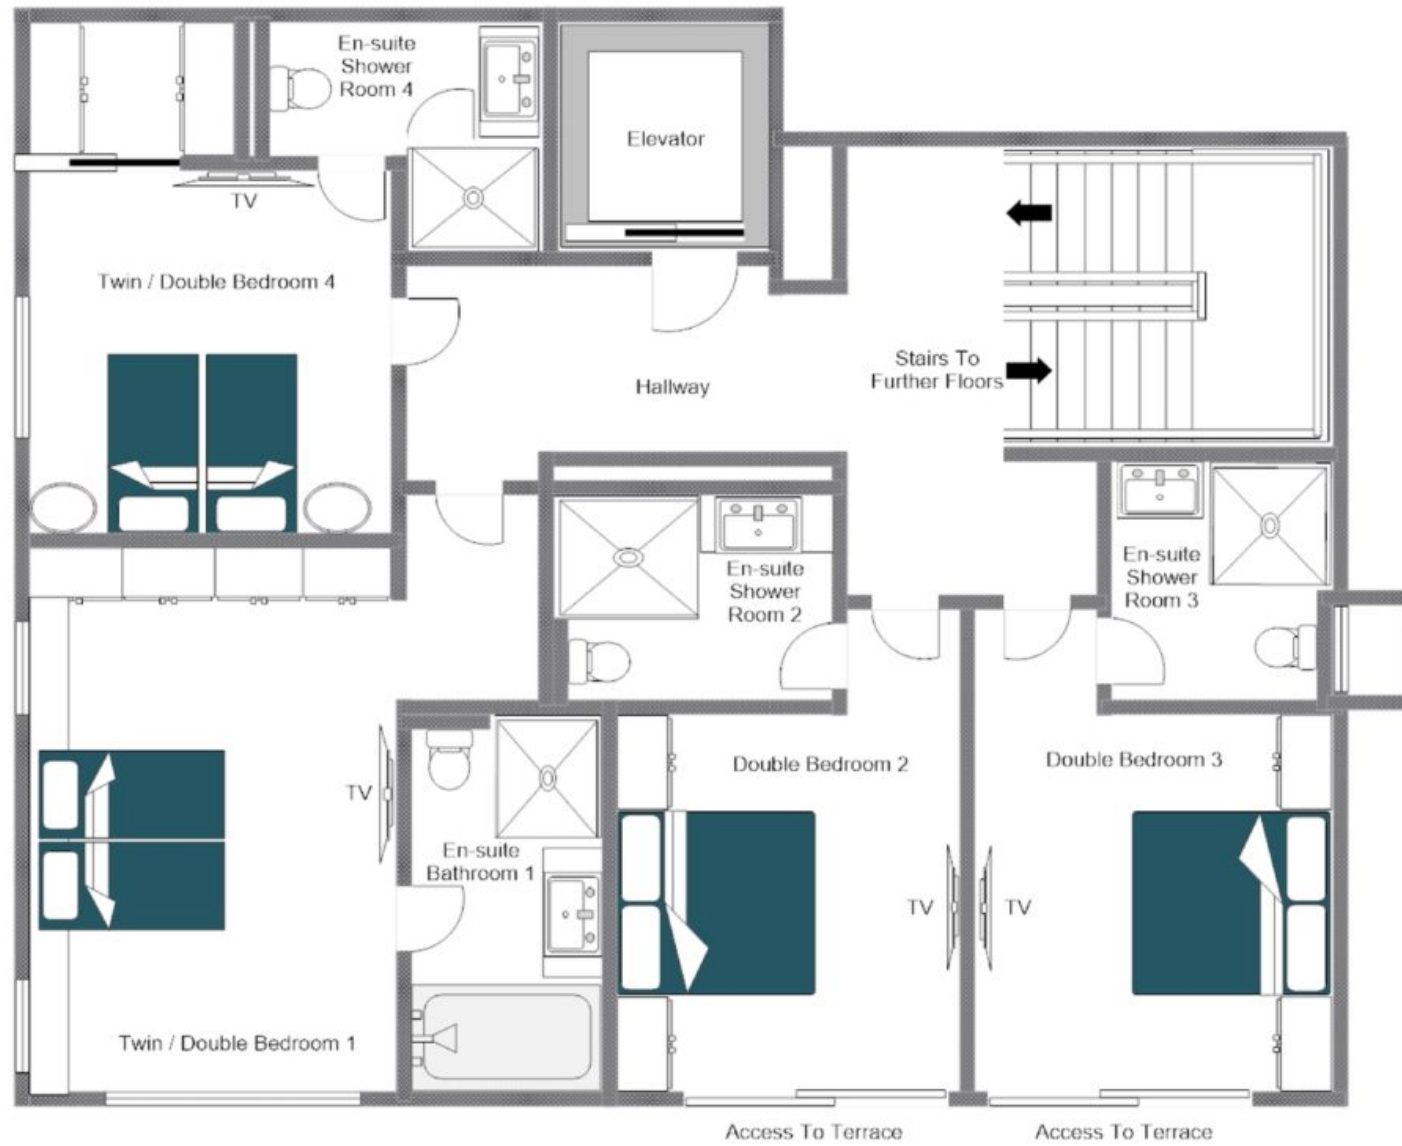 En-suite
Shower
Room 4
Elevator
TV
Twin / Double Bedroom 4
Stairs To
Further Floors
Hallway
En-suite
Shower
Room 2
En-suite
Shower
Room 3
Double Bedroom 2
Double Bedroom 3
TV
En-suite
Bathroom 1
TV
TV
Twin / Double Bedroom 1
Access To Terrace
Access To Terrace